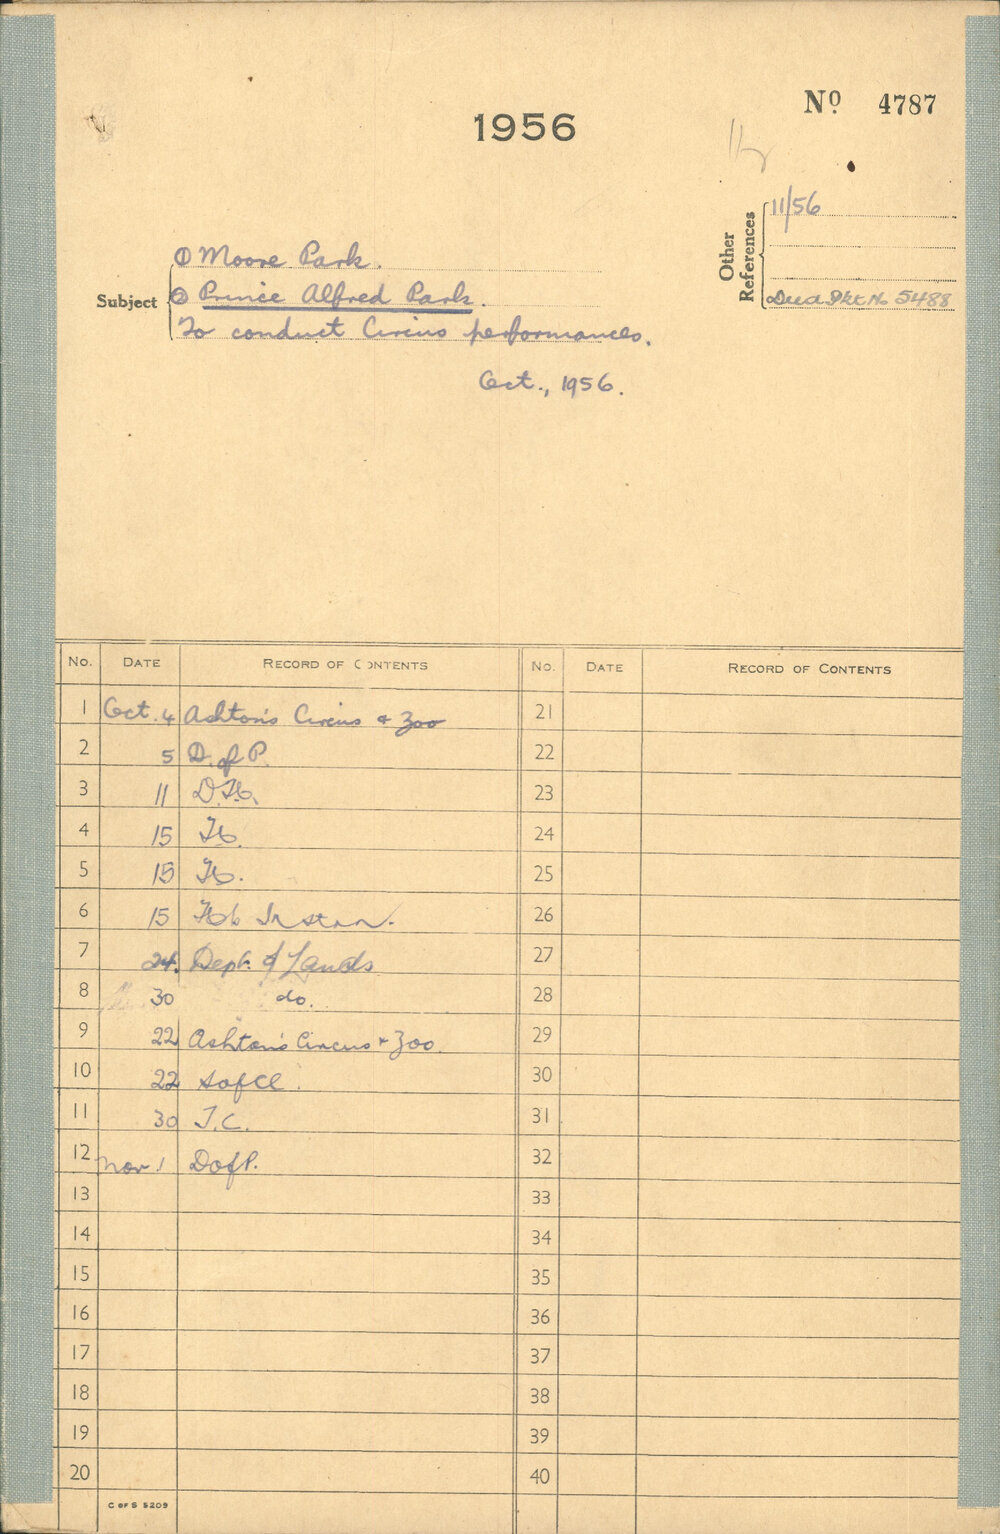 1956
No. 4787
Other References
11/56
Deed Pkt No 5488
Subject
① Moore Park.
② Prince Alfred Park.
To conduct Circus performances.
Oct., 1956.
No. DATE RECORD OF CONTENTS No. DATE RECORD OF CONTENTS
1 Oct. 4 Ashton's Circus & Zoo 21
2 5 D. of P. 22
3 11 23
4 15 24
5 15 25
6 15 26
7 24. Dept. of Lands 27
8 30 do. 28
9 22 Ashton's Circus & Zoo. 29
10 22 30
11 30 T.C. 31
12 Nov 1 D of P. 32
13 33
14 34
15 35
16 36
17 37
18 38
19 39
20 40
C OF S 5209